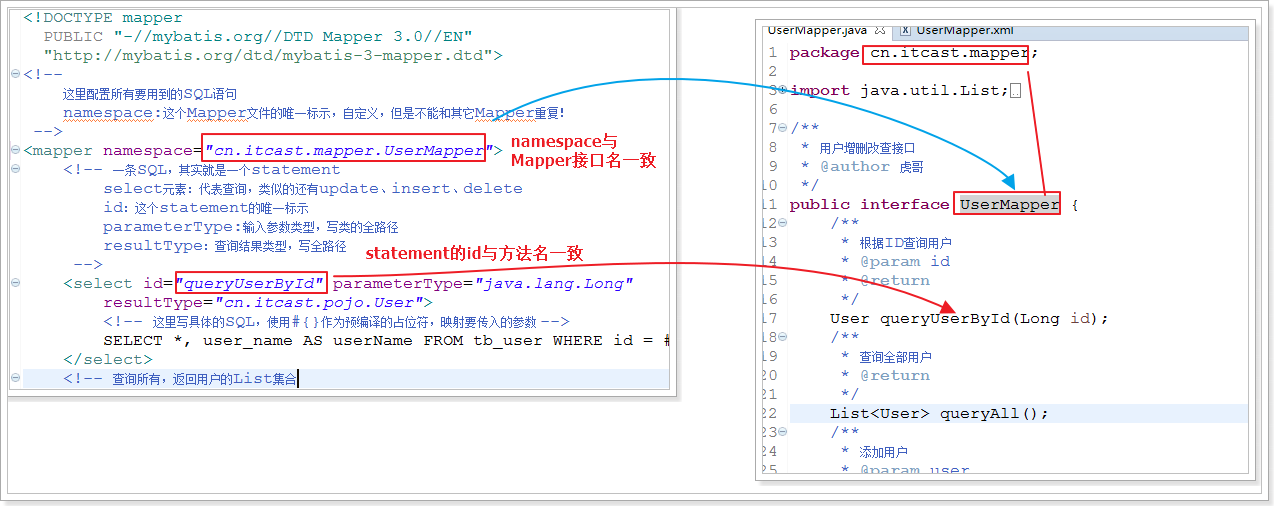 <!DOCTYPE mapper
PUBLIC "-//mybatis.org//DTD Mapper 3.0//EN"
"http://mybatis.org/dtd/mybatis-3-mapper.dtd">
<!--
这里配置所有要用到的SQL语句
namespace:这个Mapper文件的唯一标示，自定义，但是不能和其它Mapper重复!
-->
<mapper namespace="cn.itcast.mapper.UserMapper">
<!-- 一条SQL，其实就是一个statement
select元素：代表查询，类似的还有update、insert、delete
id：这个statement的唯一标示
parameterType:输入参数类型，写类的全路径
resultType：查询结果类型，写全路径
-->
<select id="queryUserById" parameterType="java.lang.Long"
resultType="cn.itcast.pojo.User">
<!-- 这里写具体的SQL，使用#{}作为预编译的占位符，映射要传入的参数 -->
SELECT *, user_name AS userName FROM tb_user WHERE id = #
</select>
<!-- 查询所有，返回用户的List集合
namespace与
Mapper接口名一致
statement的id与方法名一致
UserMapper.java UserMapper.xml
1 package cn.itcast.mapper;
2
3 import java.util.List;
6
7 /**
8 * 用户增删改查接口
9 * @author 虎哥
10 */
11 public interface UserMapper {
12 /**
13 * 根据ID查询用户
14 * @param id
15 * @return
16 */
17 User queryUserById(Long id);
18 /**
19 * 查询全部用户
20 * @return
21 */
22 List<User> queryAll();
23 /**
24 * 添加用户
25 * @param user